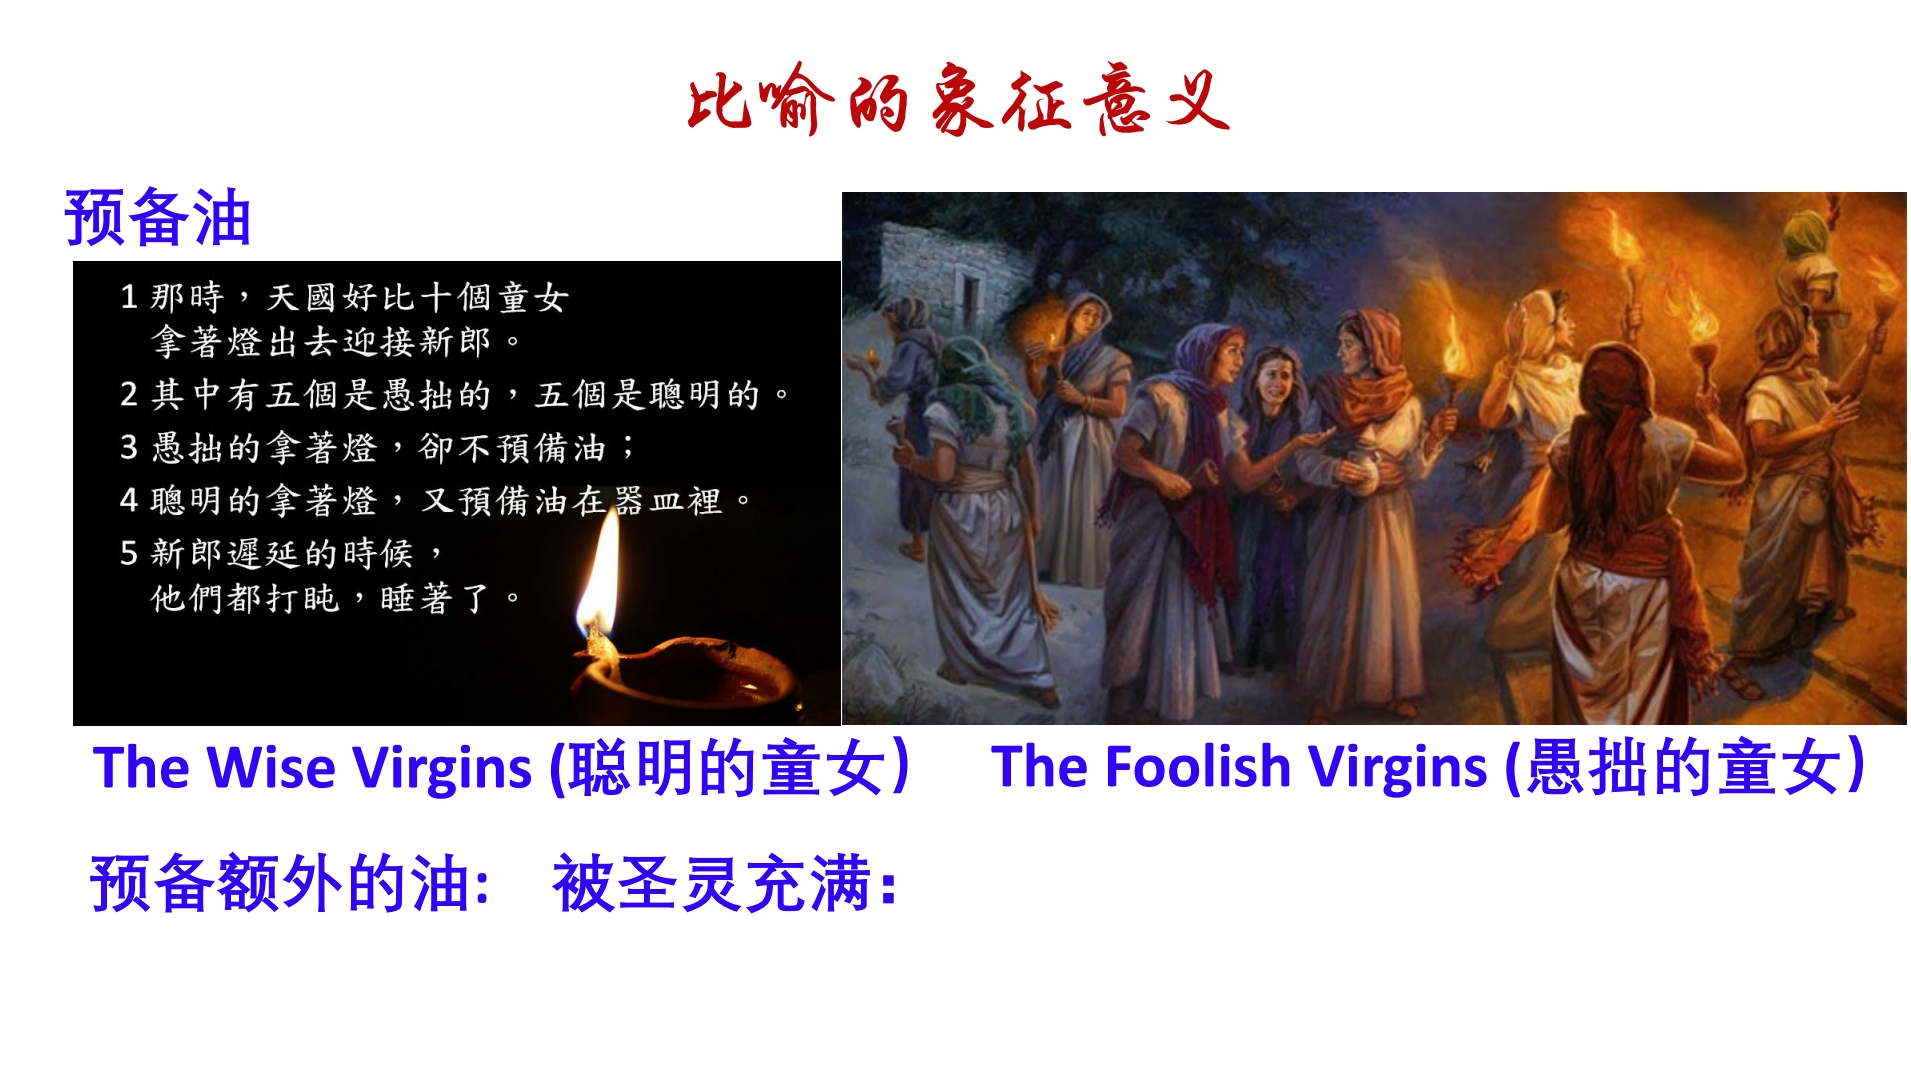 比喻的象征意义
预备油
1 那時，天國好比十個童女
拿著燈出去迎接新郎。
2 其中有五個是愚拙的，五個是聰明的。
3 愚拙的拿著燈，卻不預備油；
4 聰明的拿著燈，又預備油在器皿裡。
5 新郎遲延的時候，
他們都打盹，睡著了。
The Wise Virgins (聪明的童女）
The Foolish Virgins (愚拙的童女）
预备额外的油: 被圣灵充满：